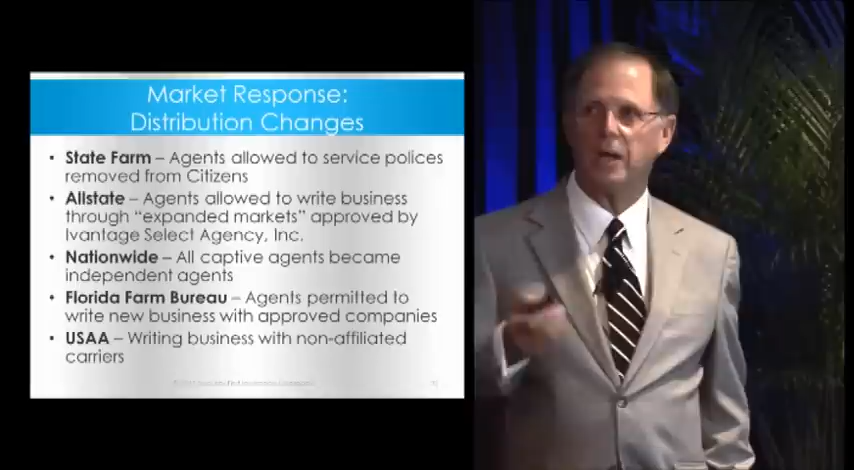 Market Response:
Distribution Changes
• State Farm – Agents allowed to service polices
removed from Citizens
• Allstate – Agents allowed to write business
through “expanded markets” approved by
Ivantage Select Agency, Inc.
• Nationwide – All captive agents became
independent agents
• Florida Farm Bureau – Agents permitted to
write new business with approved companies
• USAA – Writing business with non-affiliated
carriers